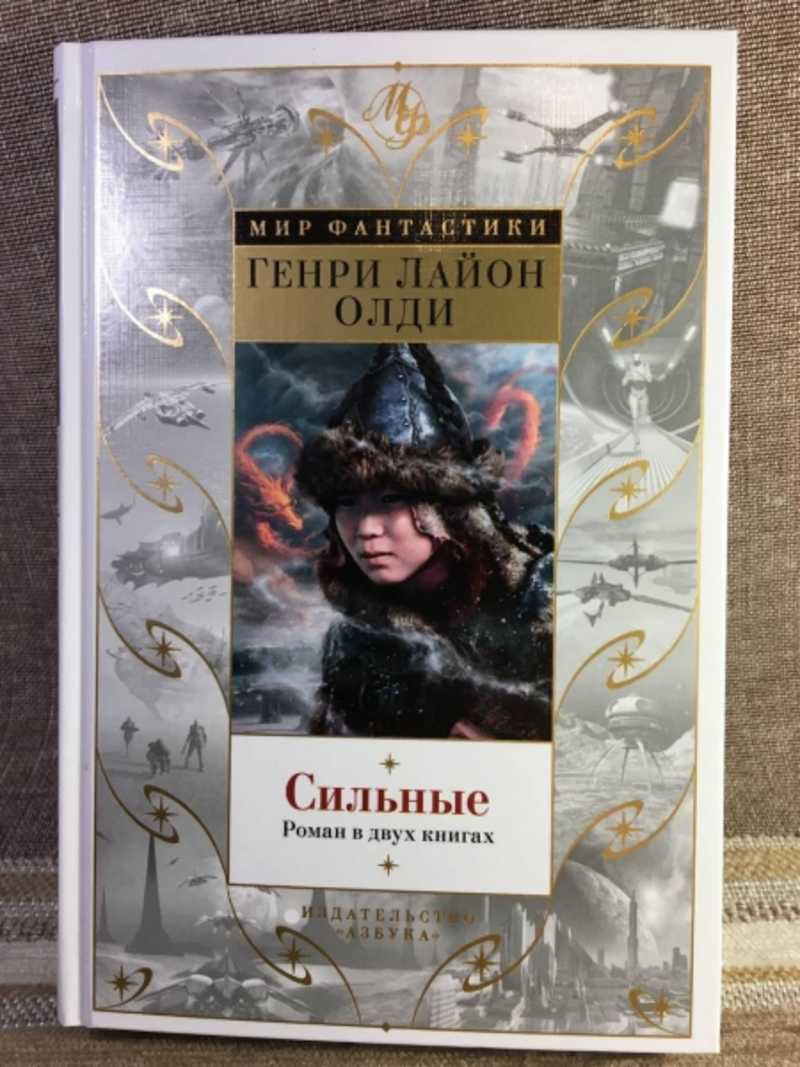 МФ
МИР ФАНТАСТИКИ
ГЕНРИ ЛАЙОН
ОЛДИ
Сильные
Роман в двух книгах
ИЗДАТЕЛЬСТВО
«АЗБУКА»